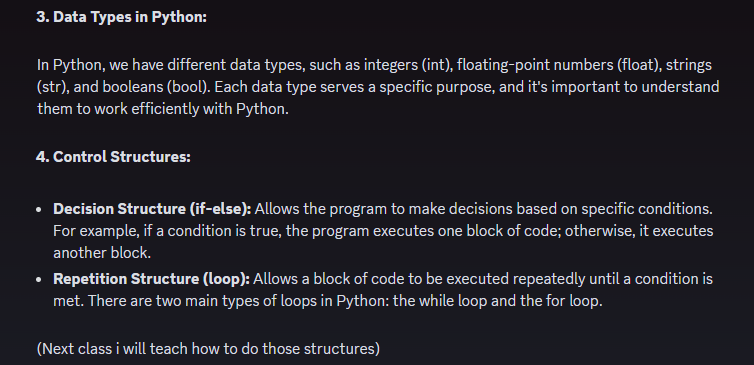 3. Data Types in Python:
In Python, we have different data types, such as integers (int), floating-point numbers (float), strings
(str), and booleans (bool). Each data type serves a specific purpose, and it's important to understand
them to work efficiently with Python.
4. Control Structures:
• Decision Structure (if-else): Allows the program to make decisions based on specific conditions.
For example, if a condition is true, the program executes one block of code; otherwise, it executes
another block.
• Repetition Structure (loop): Allows a block of code to be executed repeatedly until a condition is
met. There are two main types of loops in Python: the while loop and the for loop.
(Next class i will teach how to do those structures)